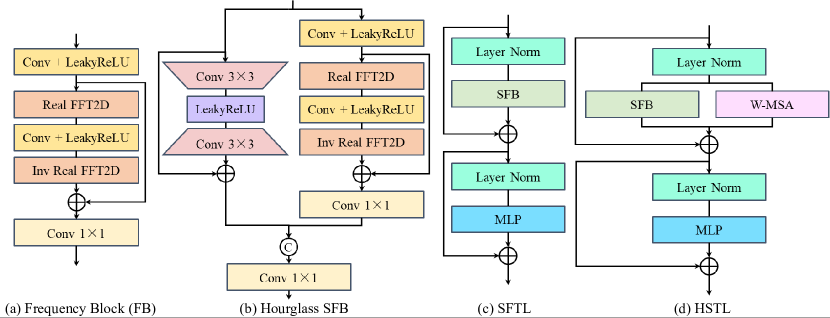 Conv + LeakyReLU
Real FFT2D
Conv + LeakyReLU
Inv Real FFT2D
Conv 1×1
(a) Frequency Block (FB)
Conv 3×3
LeakyReLU
Conv 3×3
Conv + LeakyReLU
Real FFT2D
Conv + LeakyReLU
Inv Real FFT2D
Conv 1×1
C
Conv 1×1
(b) Hourglass SFB
Layer Norm
SFB
Layer Norm
MLP
(c) SFTL
Layer Norm
SFB
W-MSA
Layer Norm
MLP
(d) HSTL